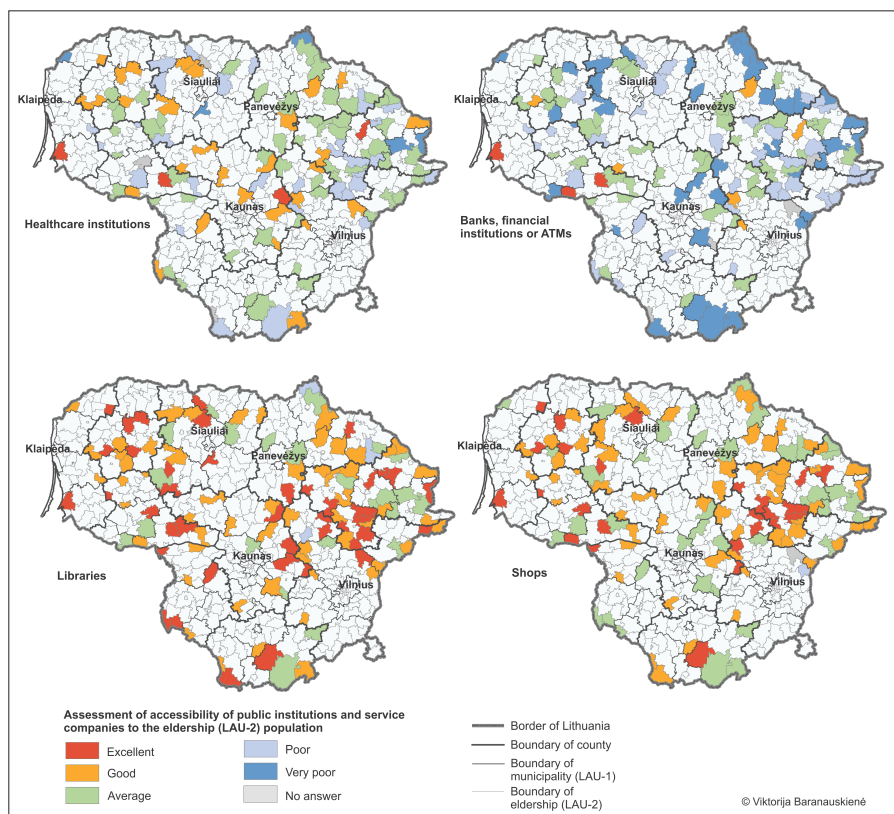 Šiauliai
Klaipėda
Panevėžys
Kaunas
Healthcare institutions
Vilnius
Šiauliai
Klaipėda
Panevėžys
Kaunas
Banks, financial
institutions or ATMs
Vilnius
Šiauliai
Klaipėda
Panevėžys
Kaunas
Libraries
Vilnius
Šiauliai
Klaipėda
Panevėžys
Kaunas
Shops
Vilnius
Assessment of accessibility of public institutions and service
companies to the eldership (LAU-2) population
Excellent
Good
Average
Poor
Very poor
No answer
Border of Lithuania
Boundary of county
Boundary of
municipality (LAU-1)
Boundary of
eldership (LAU-2)
© Viktorija Baranauskienė